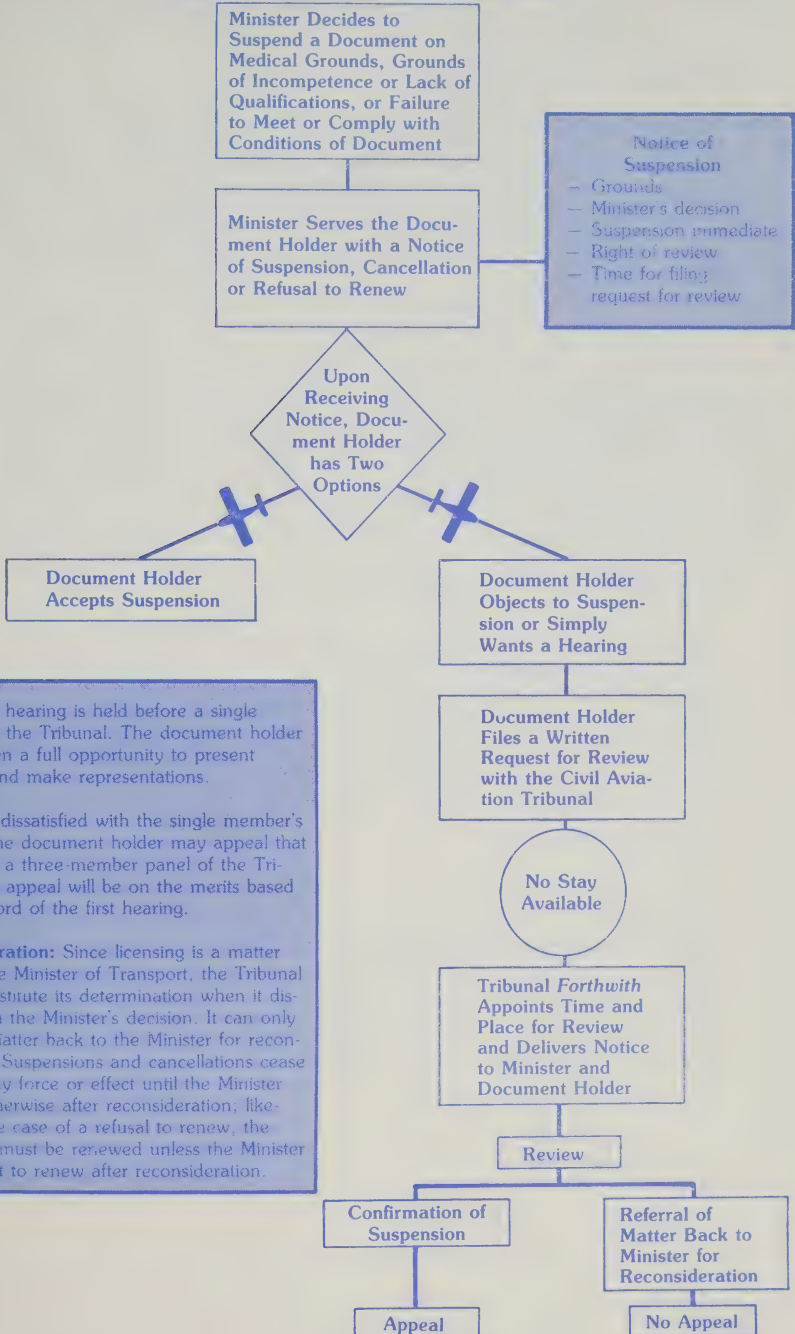 Minister Decides to
Suspend a Document on
Medical Grounds, Grounds
of Incompetence or Lack of
Qualifications, or Failure
to Meet or Comply with
Conditions of Document
Notice of
Suspension
— Grounds
— Minister's decision
— Suspension immediate
— Right of review
— Time for filing
request for review
Minister Serves the Docu-
ment Holder with a Notice
of Suspension, Cancellation
or Refusal to Renew
Upon
Receiving
Notice, Docu-
ment Holder
has Two
Options
Document Holder
Accepts Suspension
Document Holder
Objects to Suspen-
sion or Simply
Wants a Hearing
Document Holder
Files a Written
Request for Review
with the Civil Avia-
tion Tribunal
No Stay
Available
Tribunal Forthwith
Appoints Time and
Place for Review
and Delivers Notice
to Minister and
Document Holder
Review
Confirmation of
Suspension
Referral of
Matter Back to
Minister for
Reconsideration
Appeal
No Appeal
hearing is held before a single
the Tribunal. The document holder
n a full opportunity to present
nd make representations.
dissatisfied with the single member's
he document holder may appeal that
a three-member panel of the Tri-
appeal will be on the merits based
ord of the first hearing.
ration: Since licensing is a matter
e Minister of Transport, the Tribunal
stitute its determination when it dis-
the Minister's decision. It can only
atter back to the Minister for recon-
Suspensions and cancellations cease
y force or effect until the Minister
erwise after reconsideration; like-
e case of a refusal to renew, the
must be renewed unless the Minister
t to renew after reconsideration.